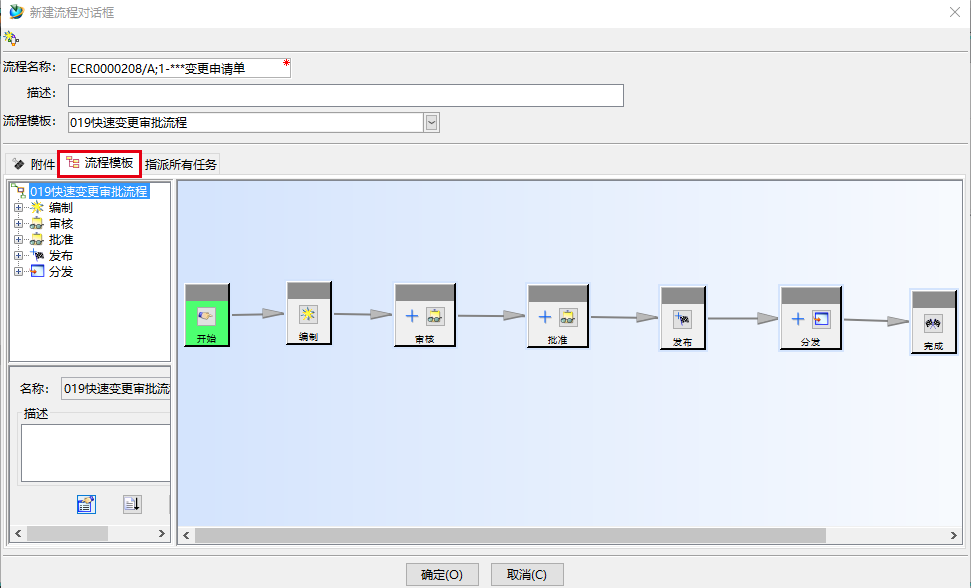 新建流程对话框
流程名称: ECR0000208/A;1-***变更申请单 *
描述:
流程模板: 019快速变更审批流程
附件 流程模板 指派所有任务
019快速变更审批流程
编制
审核
批准
发布
分发
开始 编制 审核 批准 发布 分发 完成
名称: 019快速变更审批流
描述
确定(O) 取消(C)